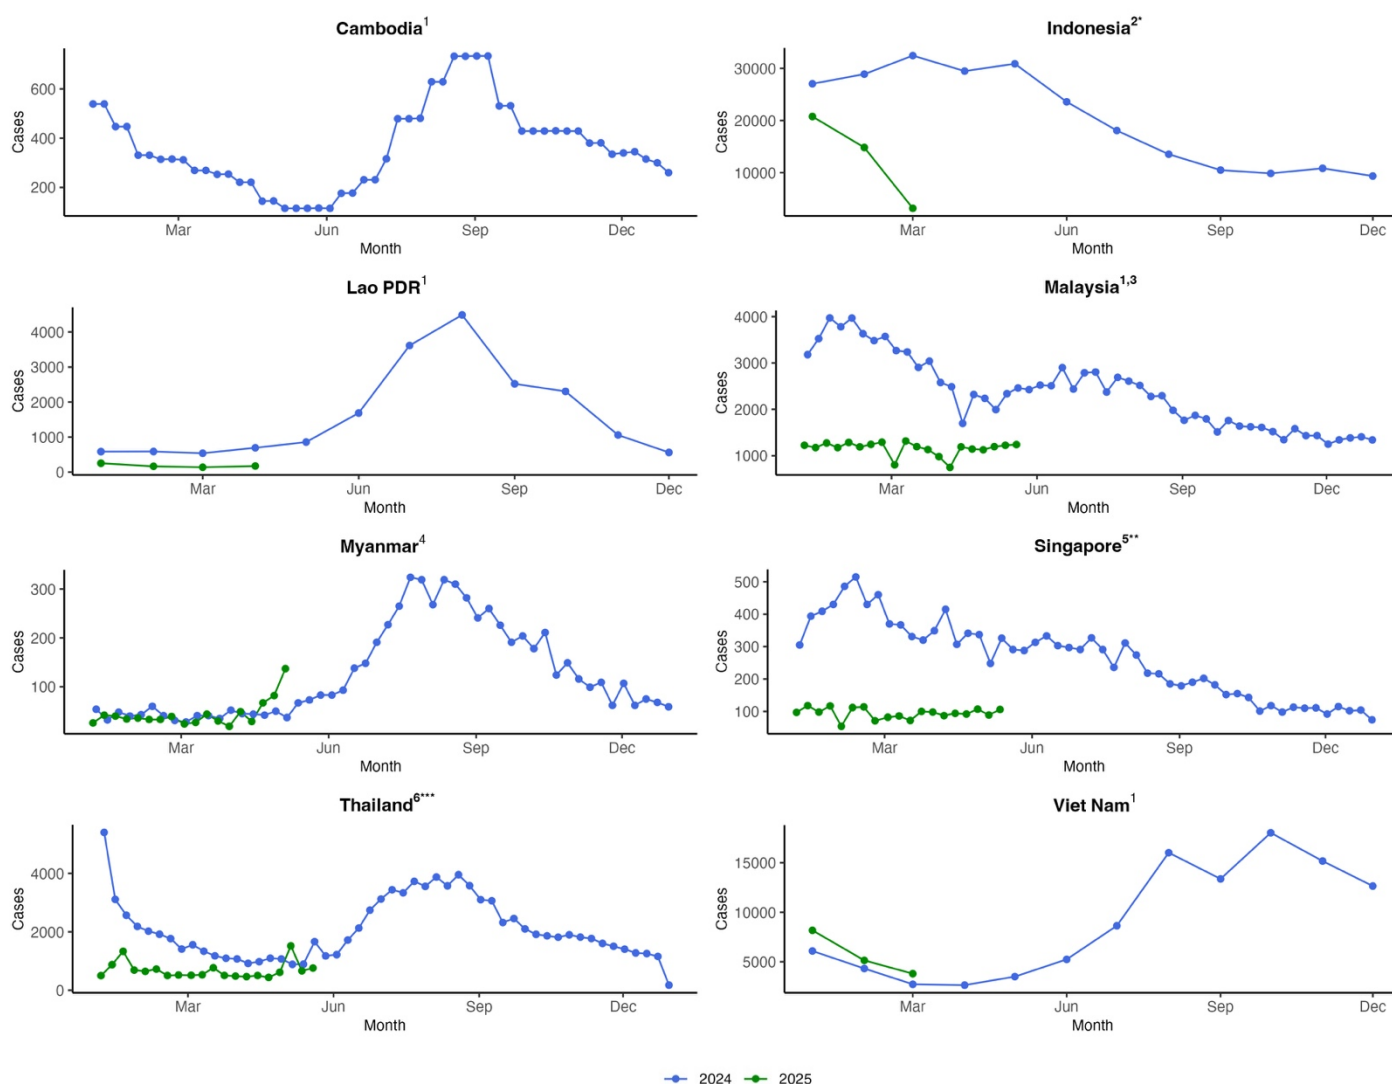 Cambodia¹ Indonesia²*
600
400
200
Cases
Mar Jun Sep Dec
Month
30000
20000
10000
Cases
Mar Jun Sep Dec
Month
Lao PDR¹ Malaysia¹,³
4000
3000
2000
1000
0
Cases
Mar Jun Sep Dec
Month
4000
3000
2000
1000
Cases
Mar Jun Sep Dec
Month
Myanmar⁴ Singapore⁵**
300
200
100
Cases
Mar Jun Sep Dec
Month
500
400
300
200
100
Cases
Mar Jun Sep Dec
Month
Thailand⁶*** Viet Nam¹
4000
2000
0
Cases
Mar Jun Sep Dec
Month
15000
10000
5000
Cases
Mar Jun Sep Dec
Month
2024 2025